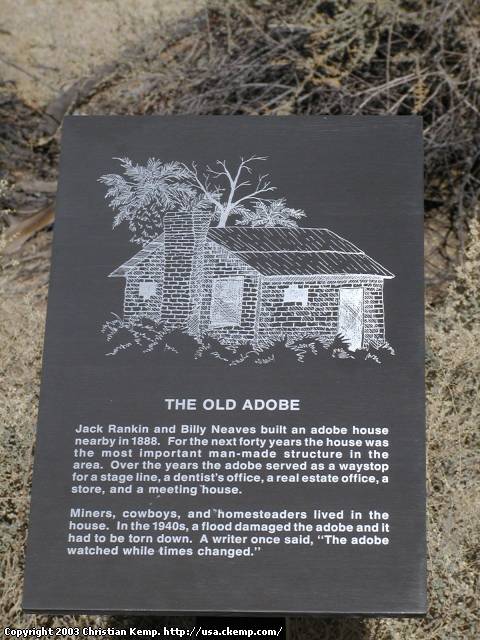 THE OLD ADOBE
Jack Rankin and Billy Neaves built an adobe house
nearby in 1888. For the next forty years the house was
the most important man-made structure in the
area. Over the years the adobe served as a waystop
for a stage line, a dentist's office, a real estate office, a
store, and a meeting house.
Miners, cowboys, and homesteaders lived in the
house. In the 1940s, a flood damaged the adobe and it
had to be torn down. A writer once said, "The adobe
watched while times changed."
Copyright 2003 Christian Kemp. http://usa.ckemp.com/